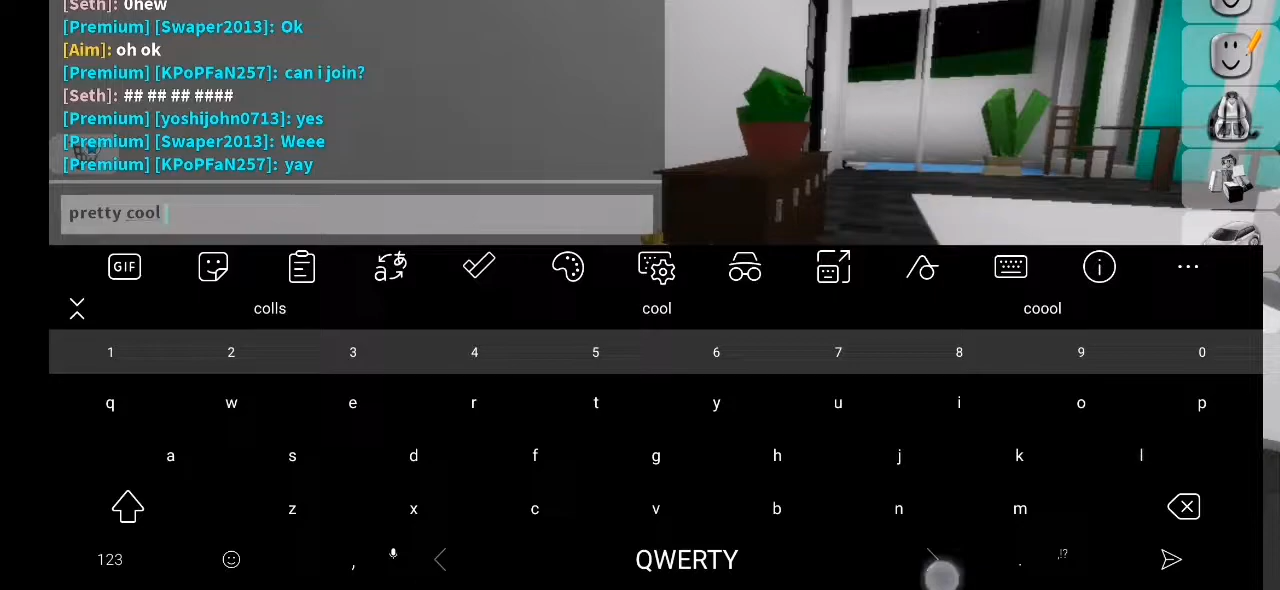 [Seth]: 0hew
[Premium] [Swaper2013]: Ok
[Aim]: oh ok
[Premium] [KPoPFaN257]: can i join?
[Seth]: ## ## ## ####
[Premium] [yoshijohn0713]: yes
[Premium] [Swaper2013]: Weee
[Premium] [KPoPFaN257]: yay
pretty cool
GIF
colls cool coool
1 2 3 4 5 6 7 8 9 0
q w e r t y u i o p
a s d f g h j k l
z x c v b n m
123 , QWERTY . ,!?